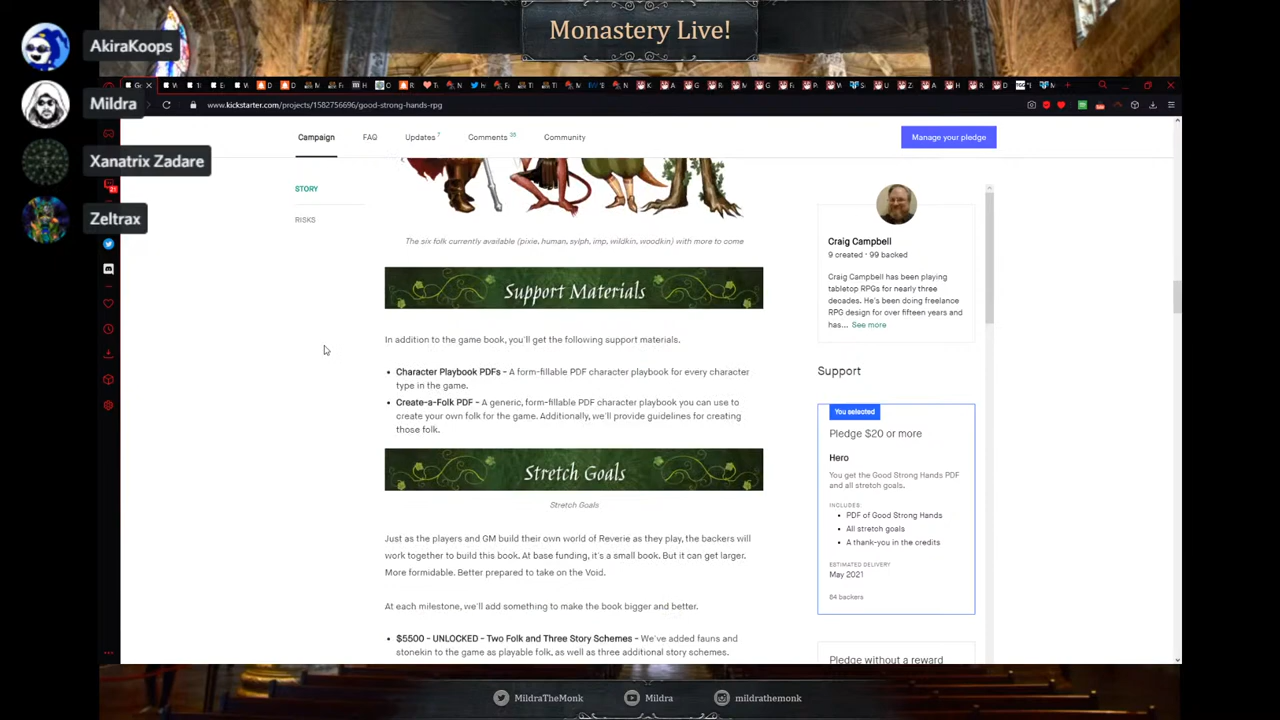 Monastery Live!
AkiraKoops
Mildra
Xanatrix Zadare
Zeltrax
www.kickstarter.com/projects/1582756696/good-strong-hands-rpg
Campaign
FAQ
Updates 7
Comments 35
Community
Manage your pledge
STORY
RISKS
The six folk currently available (pixie, human, sylph, imp, wildkin, woodkin) with more to come
Support Materials
In addition to the game book, you'll get the following support materials.
• Character Playbook PDFs - A form-fillable PDF character playbook for every character
type in the game.
• Create-a-Folk PDF - A generic, form-fillable PDF character playbook you can use to
create your own folk for the game. Additionally, we'll provide guidelines for creating
those folk.
Stretch Goals
Stretch Goals
Just as the players and GM build their own world of Reverie as they play, the backers will
work together to build this book. At base funding, it's a small book. But it can get larger.
More formidable. Better prepared to take on the Void.
At each milestone, we'll add something to make the book bigger and better.
• $5500 - UNLOCKED - Two Folk and Three Story Schemes - We've added fauns and
stonekin to the game as playable folk, as well as three additional story schemes.
Craig Campbell
9 created · 99 backed
Craig Campbell has been playing
tabletop RPGs for nearly three
decades. He's been doing freelance
RPG design for over fifteen years and
has... See more
Support
You selected
Pledge $20 or more
Hero
You get the Good Strong Hands PDF
and all stretch goals.
INCLUDES
• PDF of Good Strong Hands
• All stretch goals
• A thank-you in the credits
ESTIMATED DELIVERY
May 2021
64 backers
Pledge without a reward
MildraTheMonk
Mildra
mildrathemonk